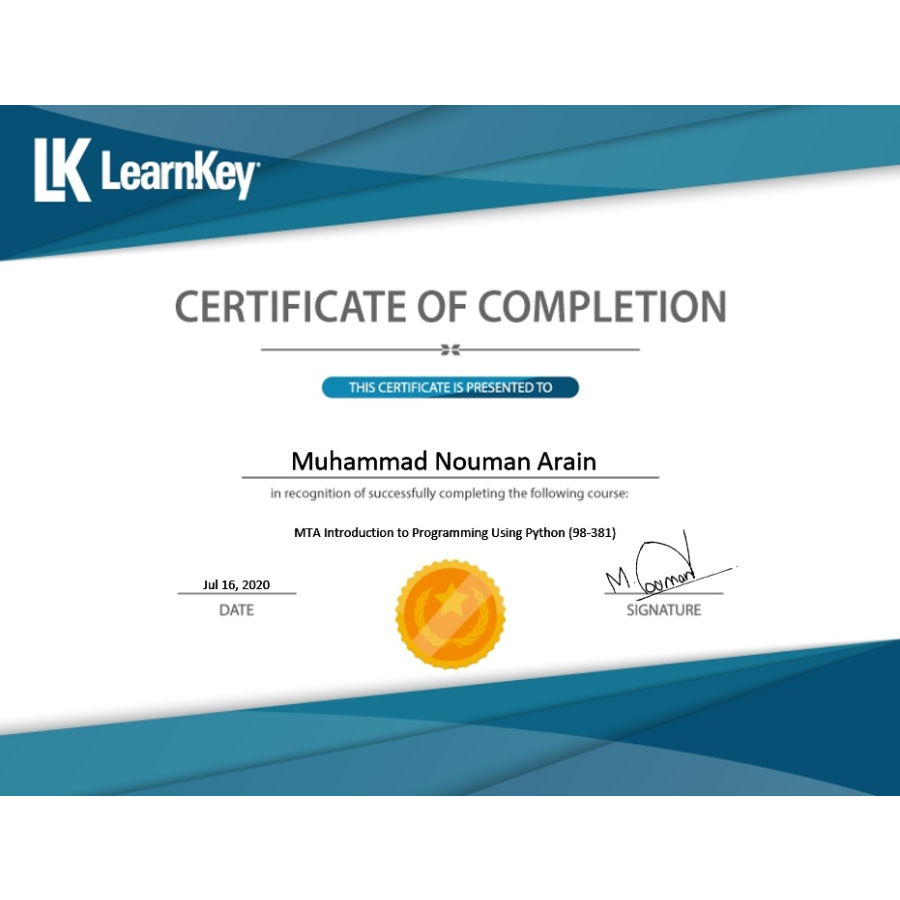 LK LearnKey
CERTIFICATE OF COMPLETION
THIS CERTIFICATE IS PRESENTED TO
Muhammad Nouman Arain
in recognition of successfully completing the following course:
MTA Introduction to Programming Using Python (98-381)
Jul 16, 2020
DATE
M. Nouman
SIGNATURE